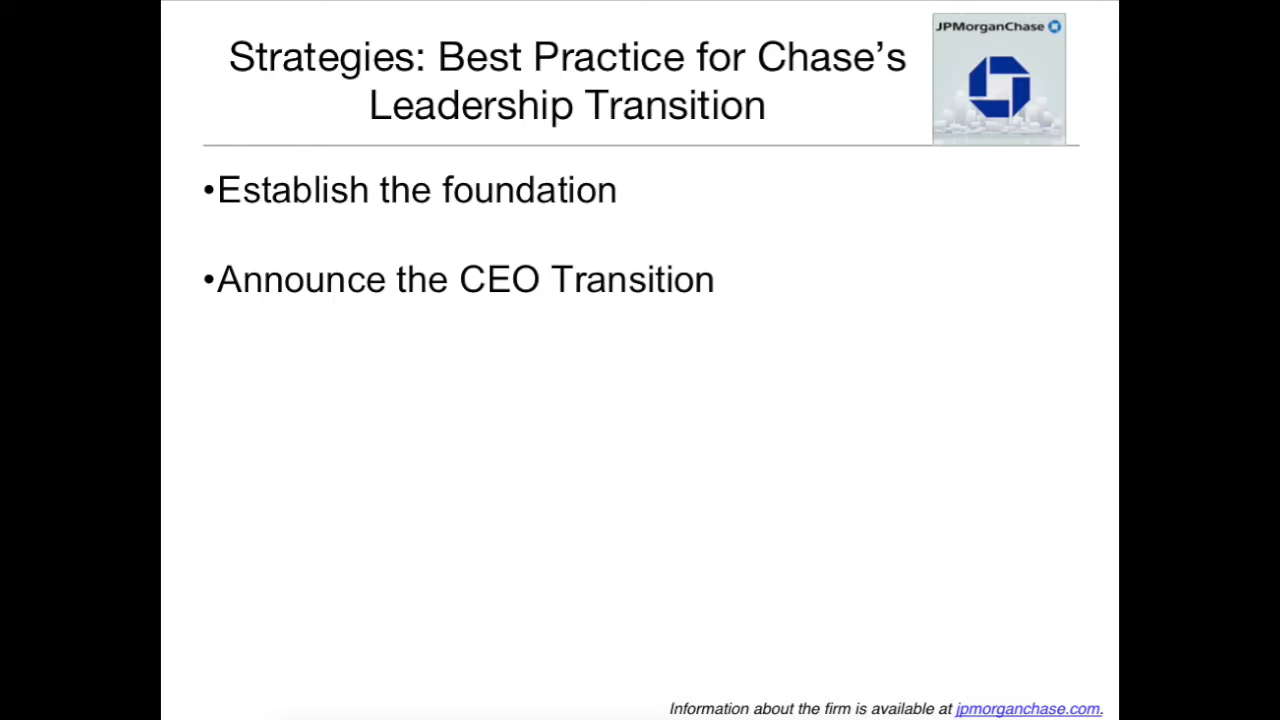 JPMorganChase
Strategies: Best Practice for Chase’s
Leadership Transition
•Establish the foundation
•Announce the CEO Transition
Information about the firm is available at jpmorganchase.com.